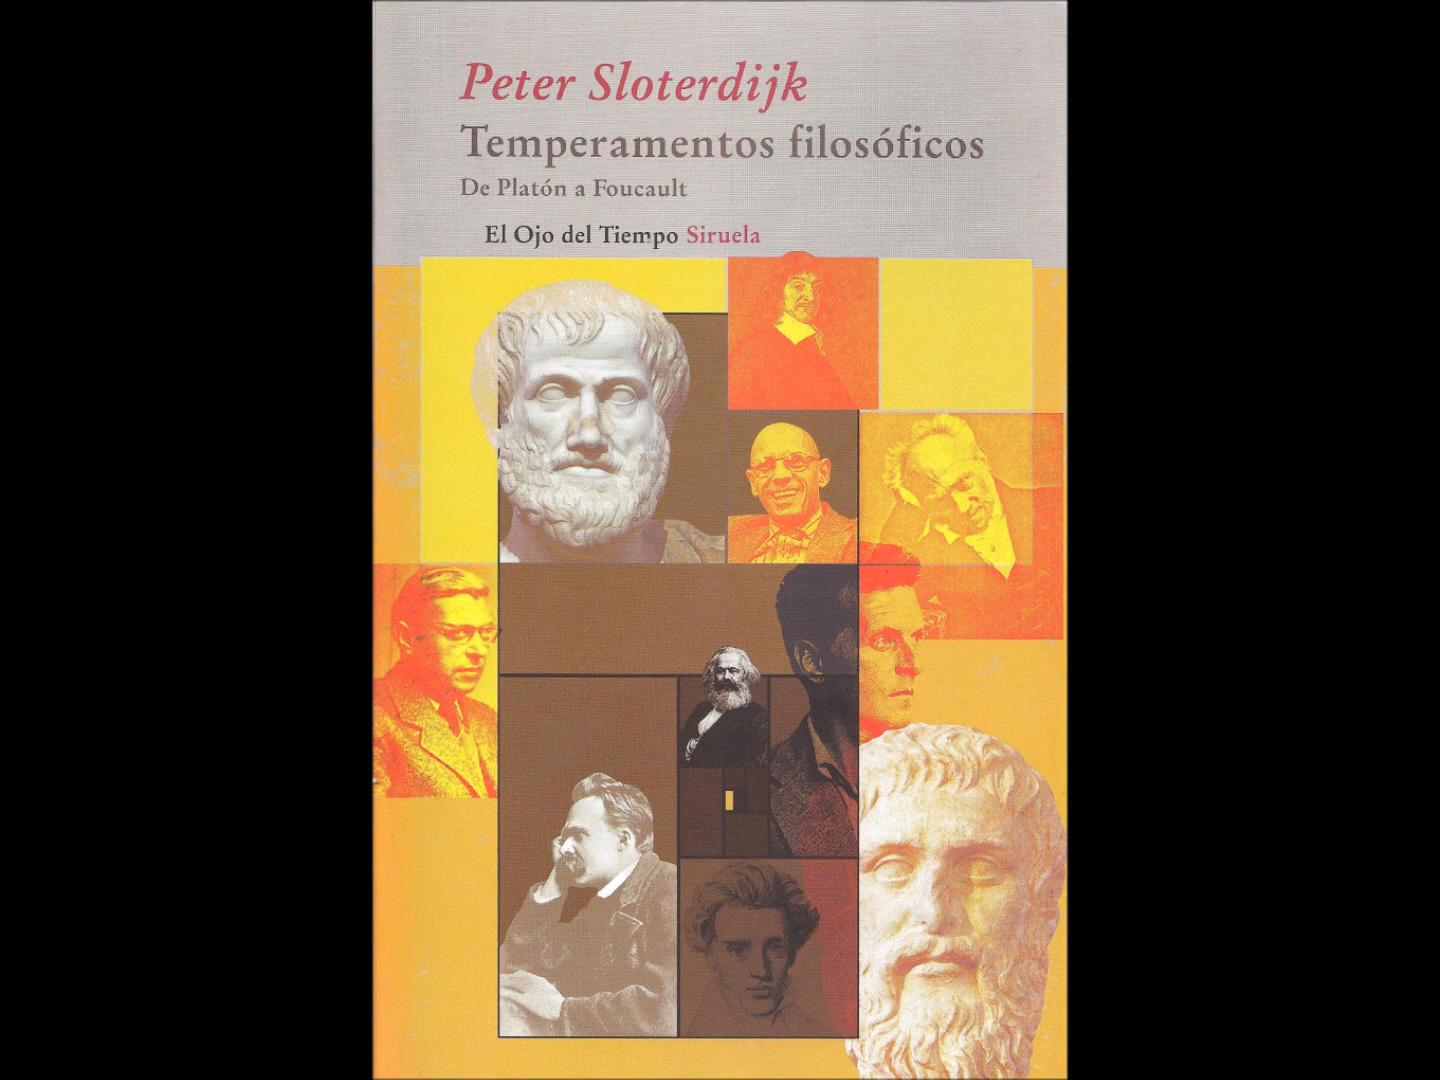 Peter Sloterdijk
Temperamentos filosóficos
De Platón a Foucault
El Ojo del Tiempo Siruela